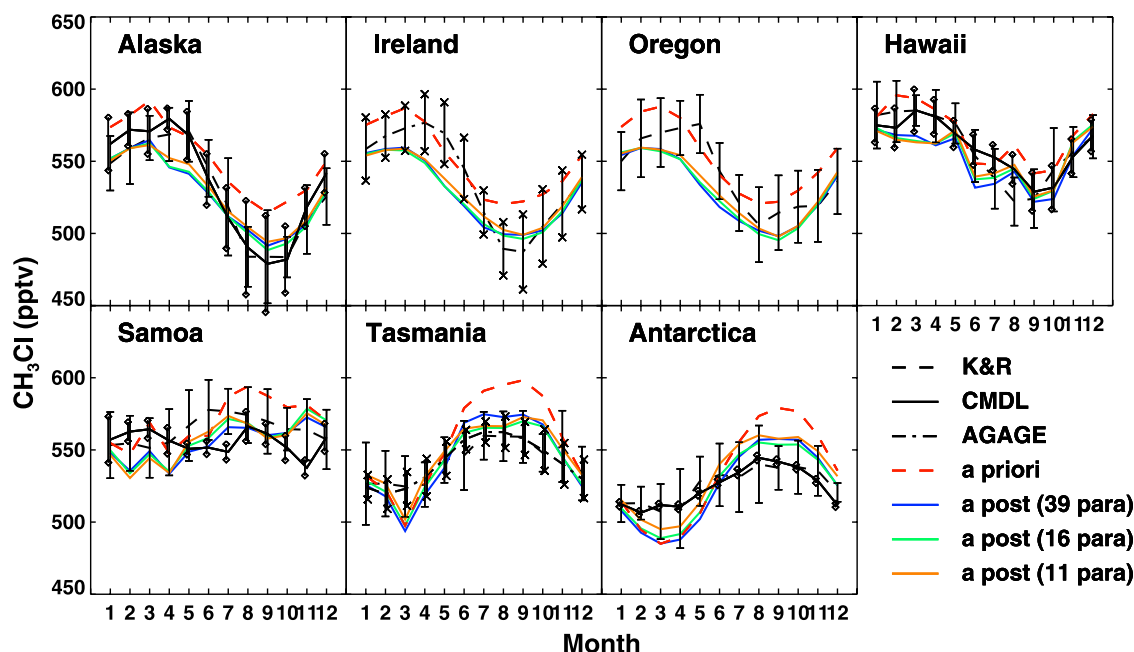 650
Alaska
Ireland
Oregon
Hawaii
600
550
500
450
1 2 3 4 5 6 7 8 9 10 11 12
Samoa
Tasmania
Antarctica
600
550
500
450
CH₃Cl (pptv)
K&R
CMDL
AGAGE
a priori
a post (39 para)
a post (16 para)
a post (11 para)
1 2 3 4 5 6 7 8 9 10 11 12
1 2 3 4 5 6 7 8 9 10 11 12
1 2 3 4 5 6 7 8 9 10 11 12
Month